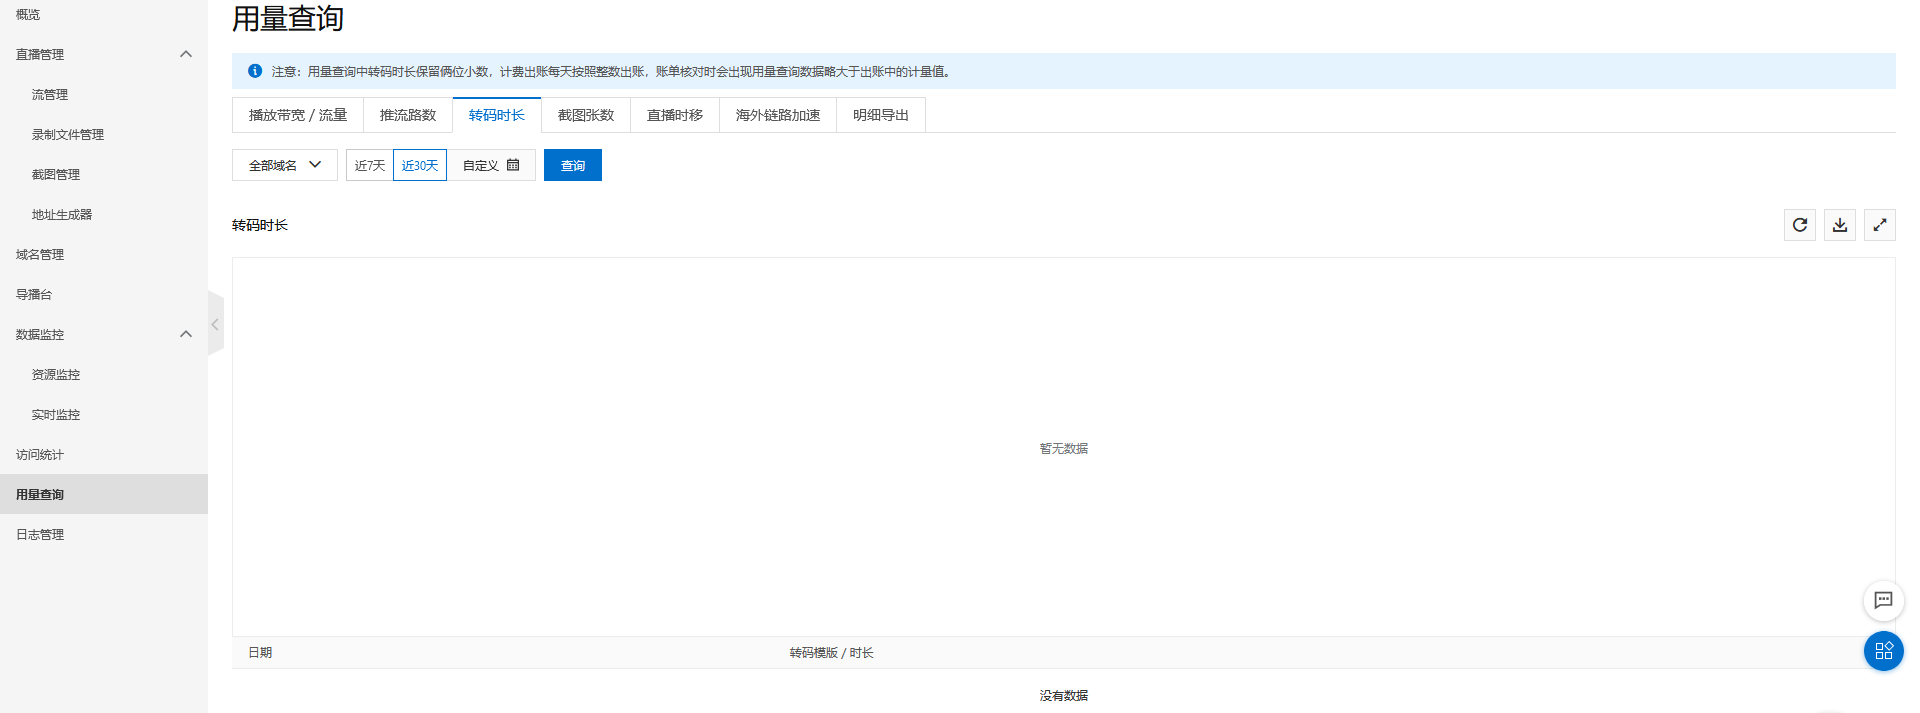 概览
直播管理
流管理
录制文件管理
截图管理
地址生成器
域名管理
导播台
数据监控
资源监控
实时监控
访问统计
用量查询
日志管理
用量查询
注意：用量查询中转码时长保留俩位小数，计费出账每天按照整数出账，账单核对时会出现用量查询数据略大于出账中的计量值。
播放带宽 / 流量 推流路数 转码时长 截图张数 直播时移 海外链路加速 明细导出
全部域名 近7天 近30天 自定义 查询
转码时长
暂无数据
日期 转码模版 / 时长
没有数据